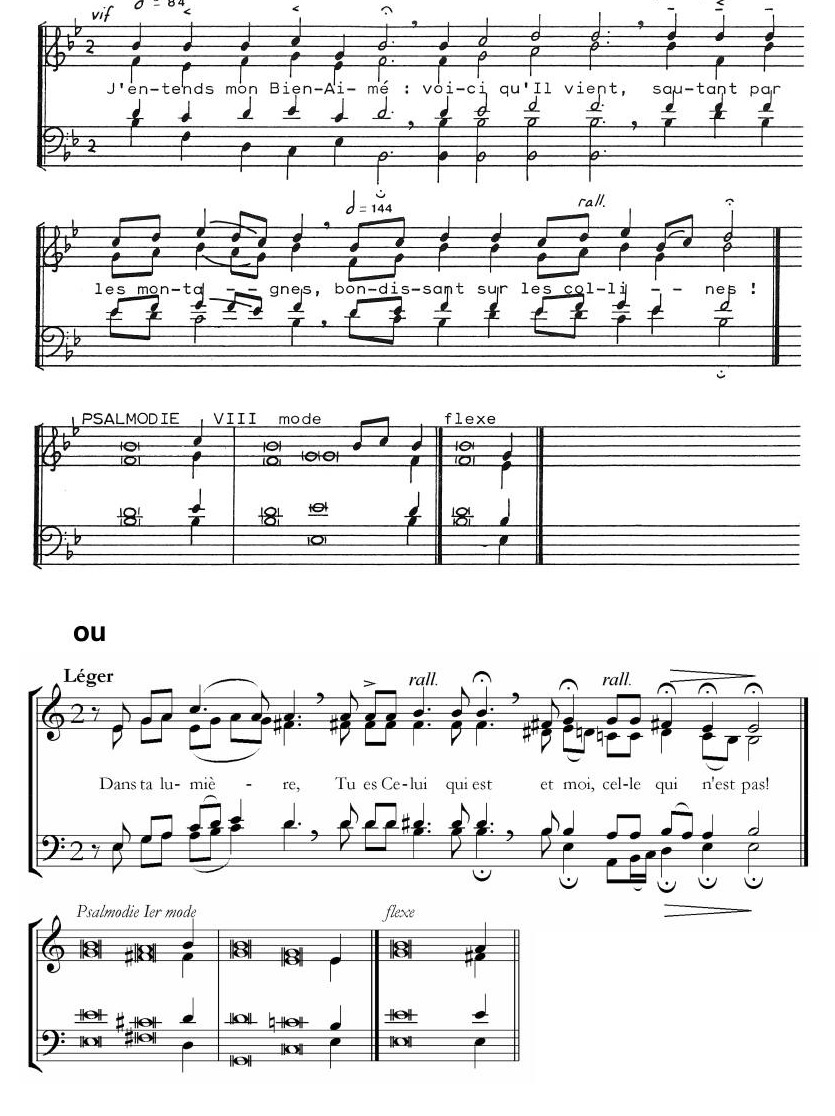 𝅗𝅥 = 84
vif
J'en-tends mon Bien-Ai-mé : voi-ci qu'Il vient, sau-tant par
𝅗𝅥 = 144
rall.
les mon-ta - - gnes, bon-dis-sant sur les col-li - - nes !
PSALMODIE VIII mode flexe
ou
Léger
rall. rall.
Dans ta lu-miè - re, Tu es Ce-lui qui est et moi, cel-le qui n'est pas!
Psalmodie Ier mode flexe